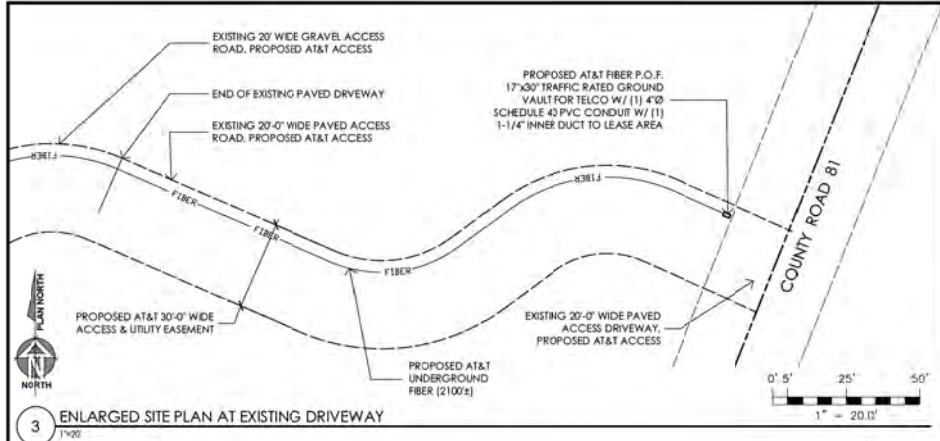 EXISTING 20' WIDE GRAVEL ACCESS
ROAD, PROPOSED AT&T ACCESS
END OF EXISTING PAVED DRVEWAY
EXISTING 20'-0" WIDE PAVED ACCESS
ROAD, PROPOSED AT&T ACCESS
PROPOSED AT&T FIBER P.O.F.
17"x30" TRAFFIC RATED GROUND
VAULT FOR TELCO W/ (1) 4"Ø
SCHEDULE 40 PVC CONDUIT W/ (1)
1-1/4" INNER DUCT TO LEASE AREA
FIBER
FIBER
FIBER
FIBER
FIBER
COUNTY ROAD 81
PROPOSED AT&T 30'-0" WIDE
ACCESS & UTILITY EASEMENT
EXISTING 20'-0" WIDE PAVED
ACCESS DRIVEWAY,
PROPOSED AT&T ACCESS
PROPOSED AT&T
UNDERGROUND
FIBER (2100'±)
PLAN NORTH
N
NORTH
0' 5' 25' 50'
1" = 20.0'
3 ENLARGED SITE PLAN AT EXISTING DRIVEWAY
1"=20'